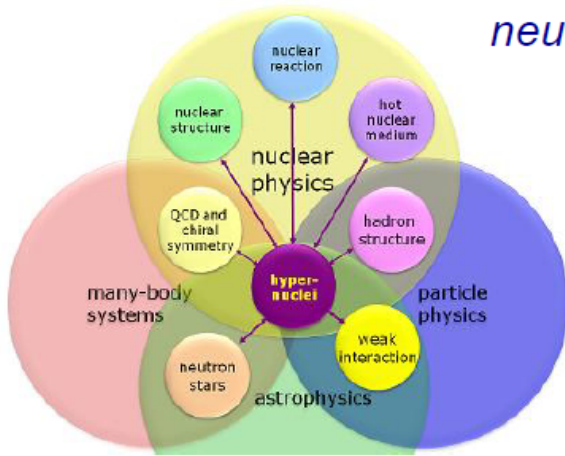 neu
nuclear
reaction
nuclear
structure
hot
nuclear
medium
nuclear
physics
QCD and
chiral
symmetry
hadron
structure
hyper-
nuclei
many-body
systems
particle
physics
neutron
stars
weak
interaction
astrophysics